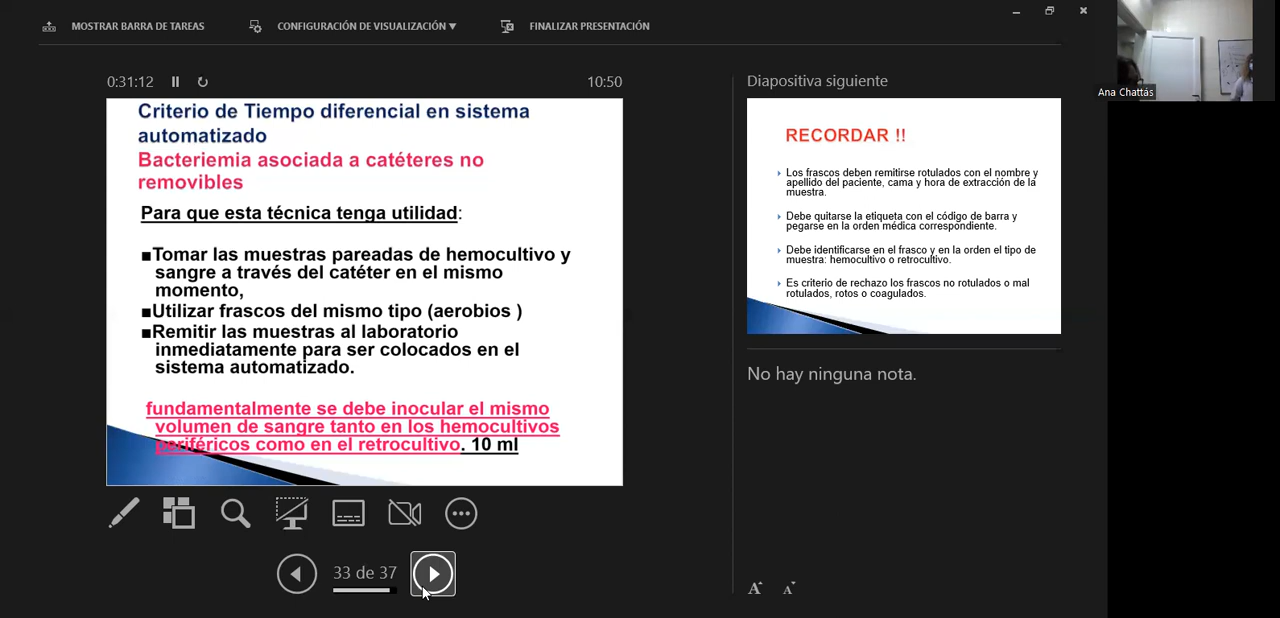 MOSTRAR BARRA DE TAREAS
CONFIGURACIÓN DE VISUALIZACIÓN ▼
FINALIZAR PRESENTACIÓN
0:31:12
10:50
Criterio de Tiempo diferencial en sistema
automatizado
Bacteriemia asociada a catéteres no
removibles
Para que esta técnica tenga utilidad:
■Tomar las muestras pareadas de hemocultivo y
sangre a través del catéter en el mismo
momento,
■Utilizar frascos del mismo tipo (aerobios )
■Remitir las muestras al laboratorio
inmediatamente para ser colocados en el
sistema automatizado.
fundamentalmente se debe inocular el mismo
volumen de sangre tanto en los hemocultivos
periféricos como en el retrocultivo. 10 ml
33 de 37
Diapositiva siguiente
RECORDAR !!
Los frascos deben remitirse rotulados con el nombre y
apellido del paciente, cama y hora de extracción de la
muestra.
Debe quitarse la etiqueta con el código de barra y
pegarse en la orden médica correspondiente.
Debe identificarse en el frasco y en la orden el tipo de
muestra: hemocultivo o retrocultivo.
Es criterio de rechazo los frascos no rotulados o mal
rotulados, rotos o coagulados.
No hay ninguna nota.
A A
Ana Chattás